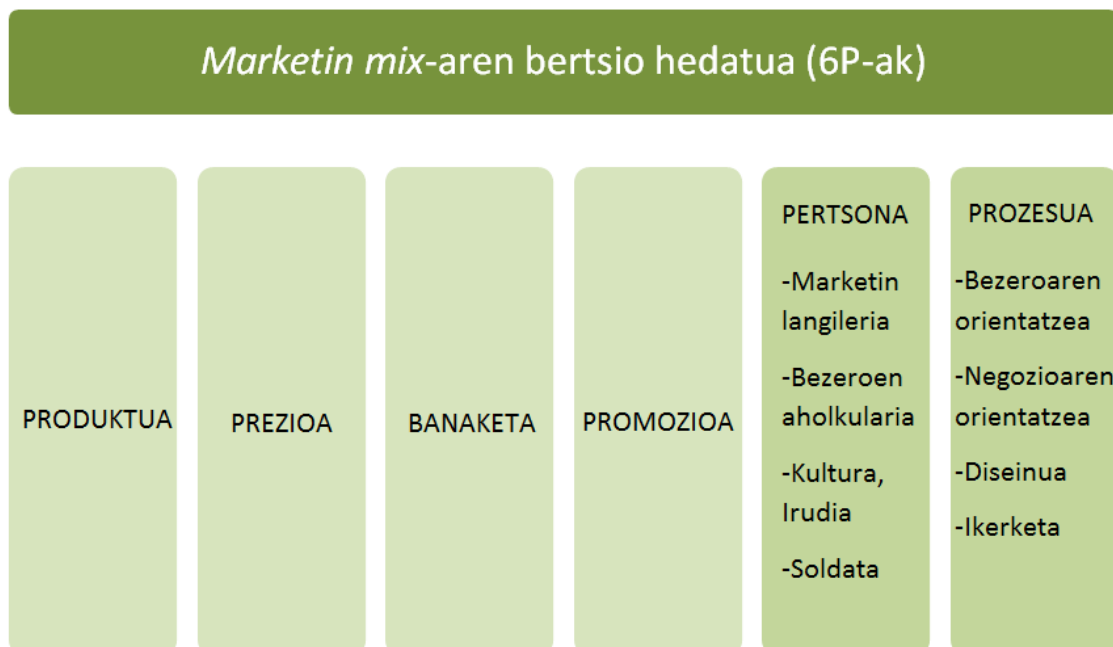 Marketin mix-aren bertsio hedatua (6P-ak)
PRODUKTUA
PREZIOA
BANAKETA
PROMOZIOA
PERTSONA
-Marketin
langileria
-Bezeroen
aholkularia
-Kultura,
Irudia
-Soldata
PROZESUA
-Bezeroaren
orientatzea
-Negozioaren
orientatzea
-Diseinua
-Ikerketa